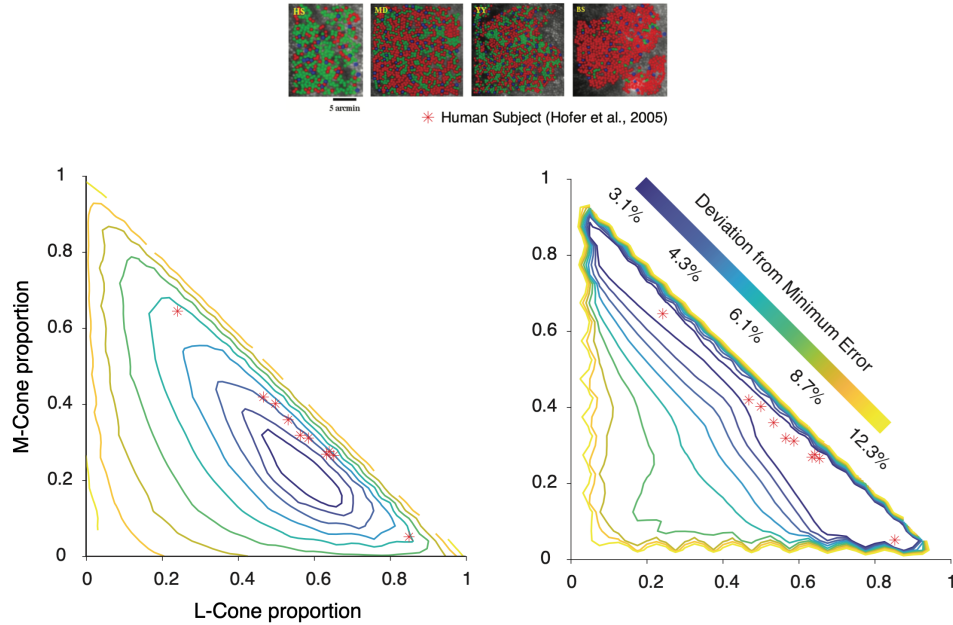 HS MD YY BS
5 arcmin
Human Subject (Hofer et al., 2005)
1
0.8
0.6
0.4
0.2
0
0 0.2 0.4 0.6 0.8 1
M-Cone proportion
L-Cone proportion
1
0.8
0.6
0.4
0.2
0
0 0.2 0.4 0.6 0.8 1
Deviation from Minimum Error
3.1%
4.3%
6.1%
8.7%
12.3%